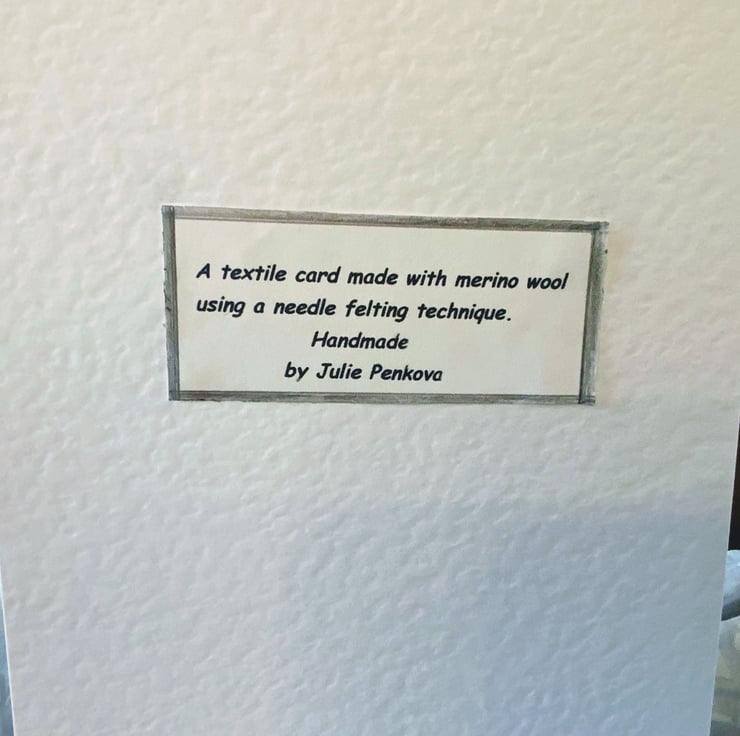 A textile card made with merino wool
using a needle felting technique.
Handmade
by Julie Penkova